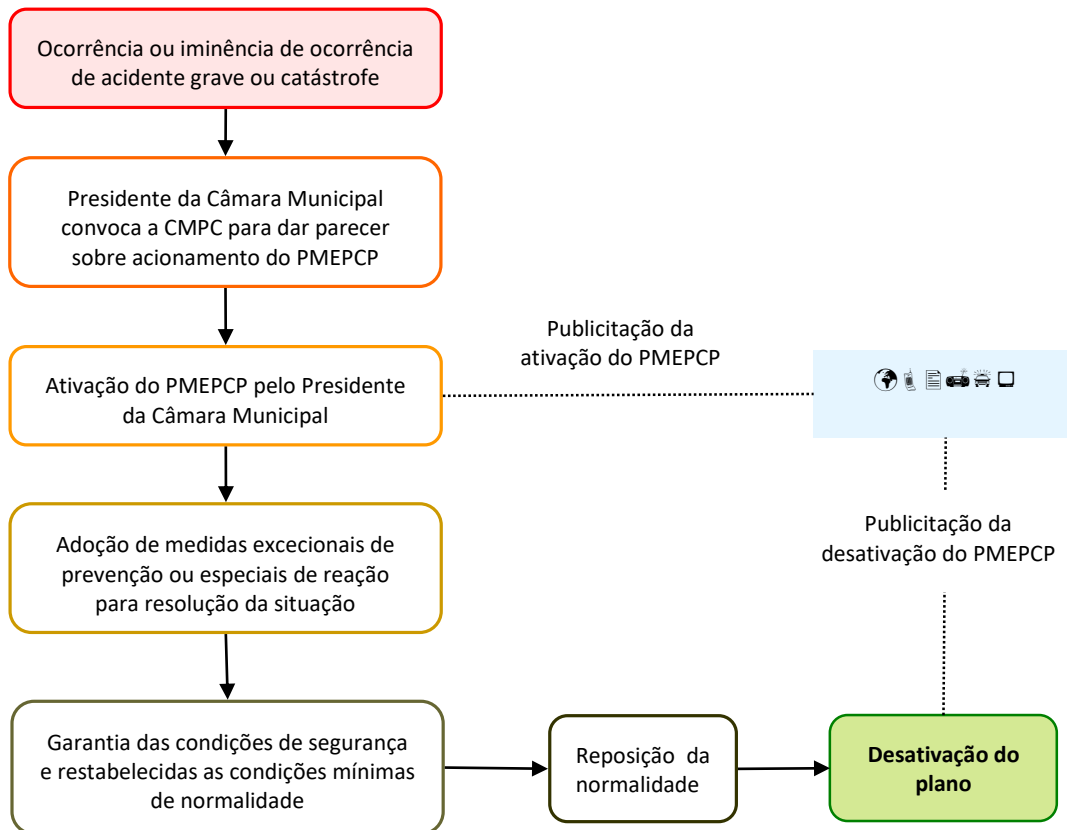 Ocorrência ou iminência de ocorrência
de acidente grave ou catástrofe
Presidente da Câmara Municipal
convoca a CMPC para dar parecer
sobre acionamento do PMEPCP
Publicitação da
ativação do PMEPCP
Ativação do PMEPCP pelo Presidente
da Câmara Municipal
Adoção de medidas excecionais de
prevenção ou especiais de reação
para resolução da situação
Publicitação da
desativação do PMEPCP
Garantia das condições de segurança
e restabelecidas as condições mínimas
de normalidade
Reposição da
normalidade
Desativação do
plano